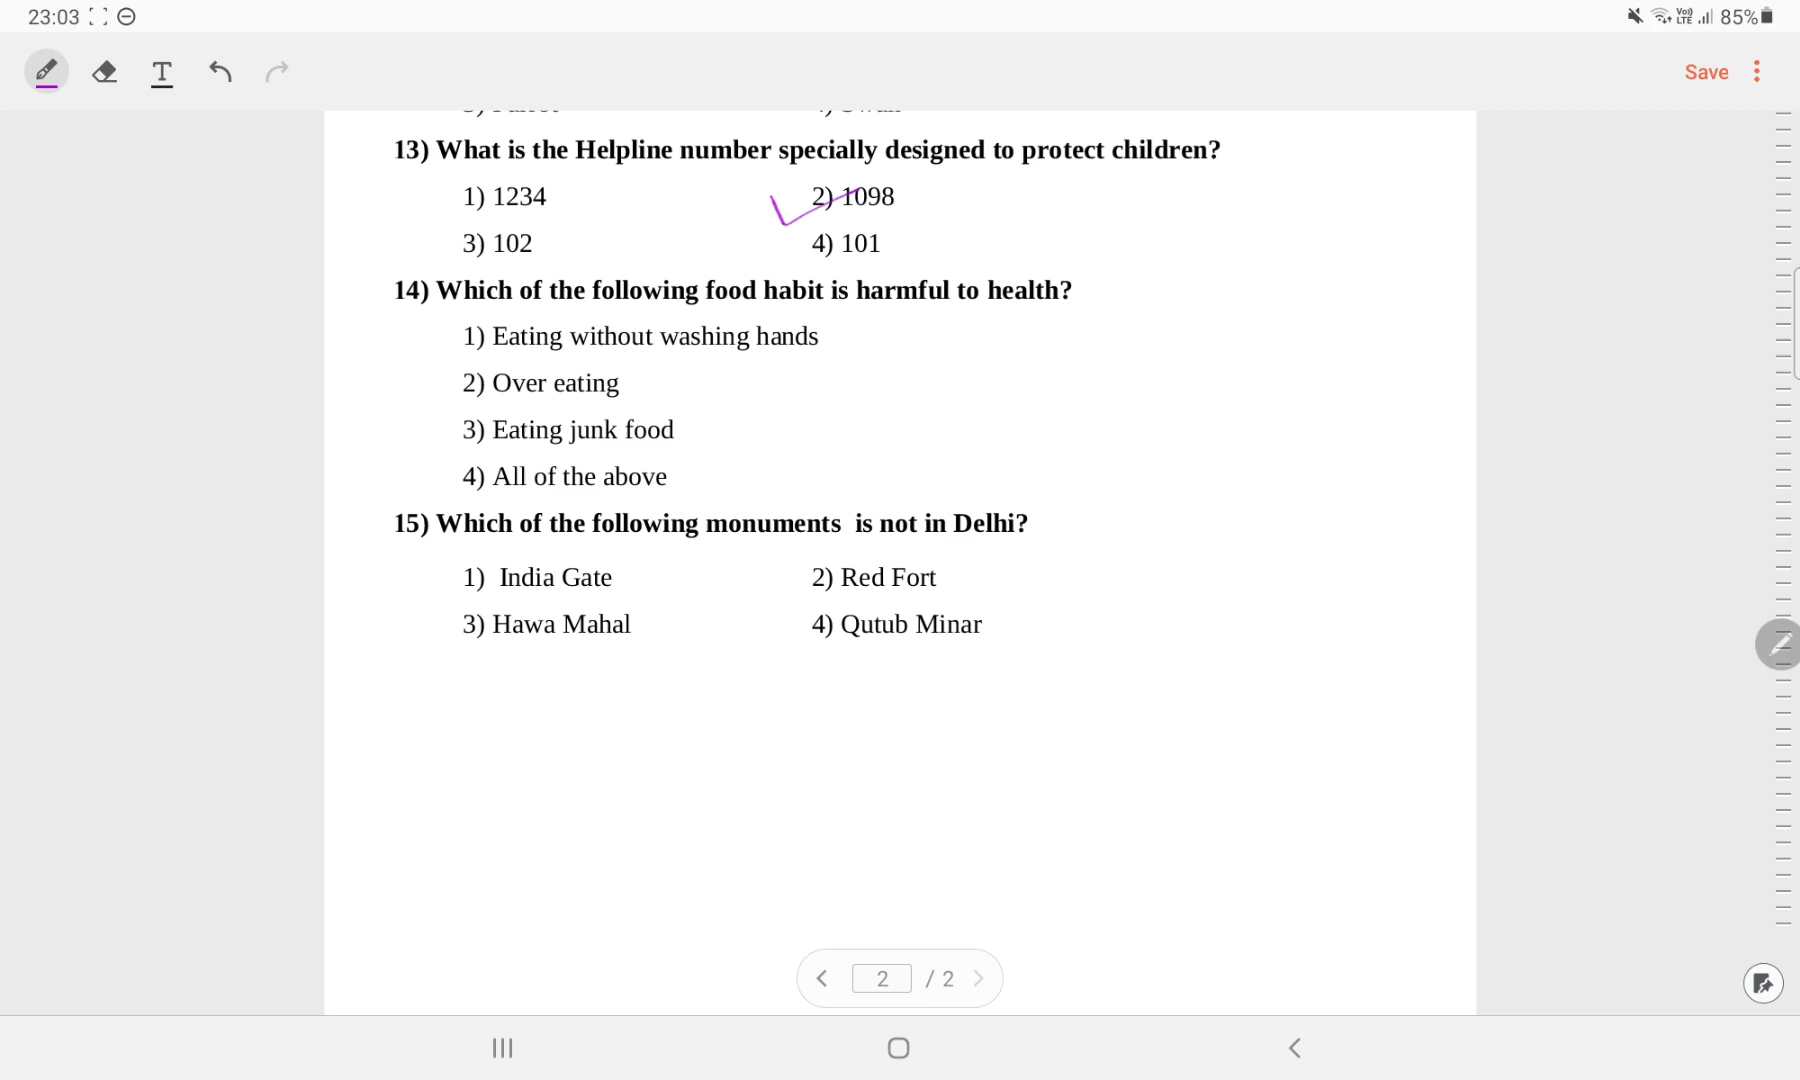 23:03
85%
Save
13) What is the Helpline number specially designed to protect children?
1) 1234 2) 1098
3) 102 4) 101
14) Which of the following food habit is harmful to health?
1) Eating without washing hands
2) Over eating
3) Eating junk food
4) All of the above
15) Which of the following monuments is not in Delhi?
1) India Gate 2) Red Fort
3) Hawa Mahal 4) Qutub Minar
2 / 2